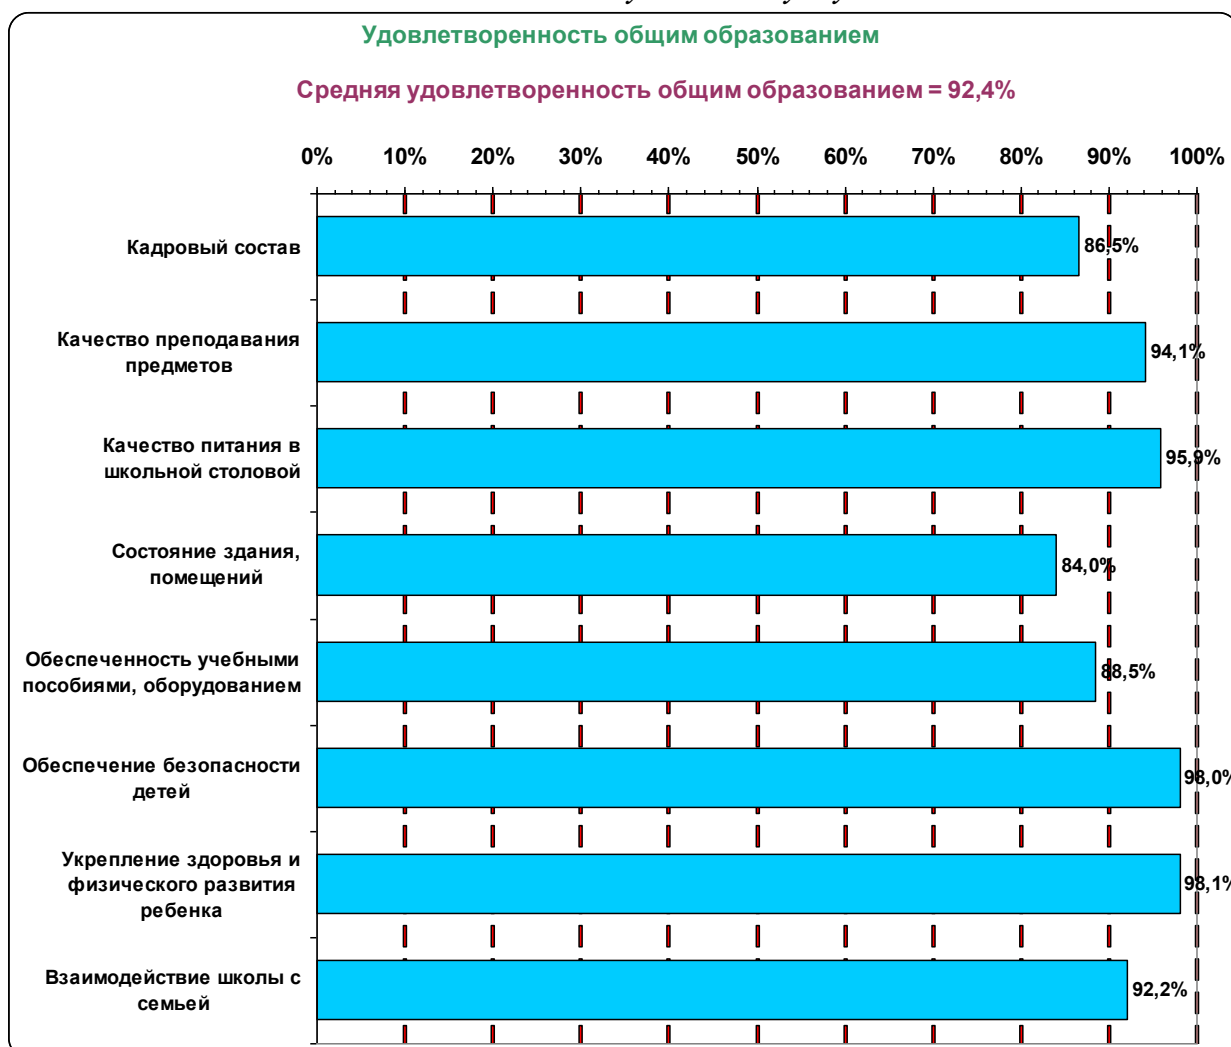 Удовлетворенность общим образованием
Средняя удовлетворенность общим образованием = 92,4%
0% 10% 20% 30% 40% 50% 60% 70% 80% 90% 100%
Кадровый состав
86,5%
Качество преподавания
предметов
94,1%
Качество питания в
школьной столовой
95,9%
Состояние здания,
помещений
84,0%
Обеспеченность учебными
пособиями, оборудованием
88,5%
Обеспечение безопасности
детей
98,0%
Укрепление здоровья и
физического развития
ребенка
98,1%
Взаимодействие школы с
семьей
92,2%